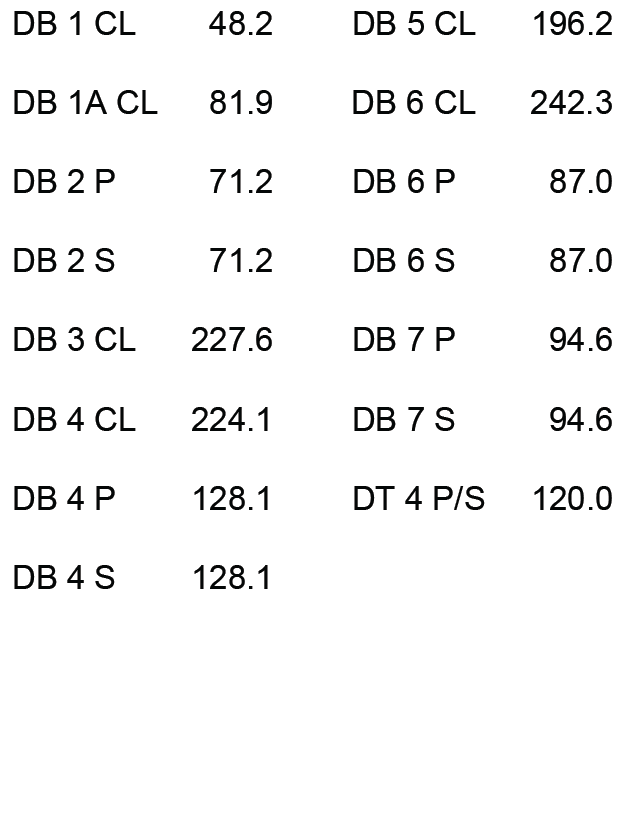 DB 1 CL 48.2 DB 5 CL 196.2
DB 1A CL 81.9 DB 6 CL 242.3
DB 2 P 71.2 DB 6 P 87.0
DB 2 S 71.2 DB 6 S 87.0
DB 3 CL 227.6 DB 7 P 94.6
DB 4 CL 224.1 DB 7 S 94.6
DB 4 P 128.1 DT 4 P/S 120.0
DB 4 S 128.1